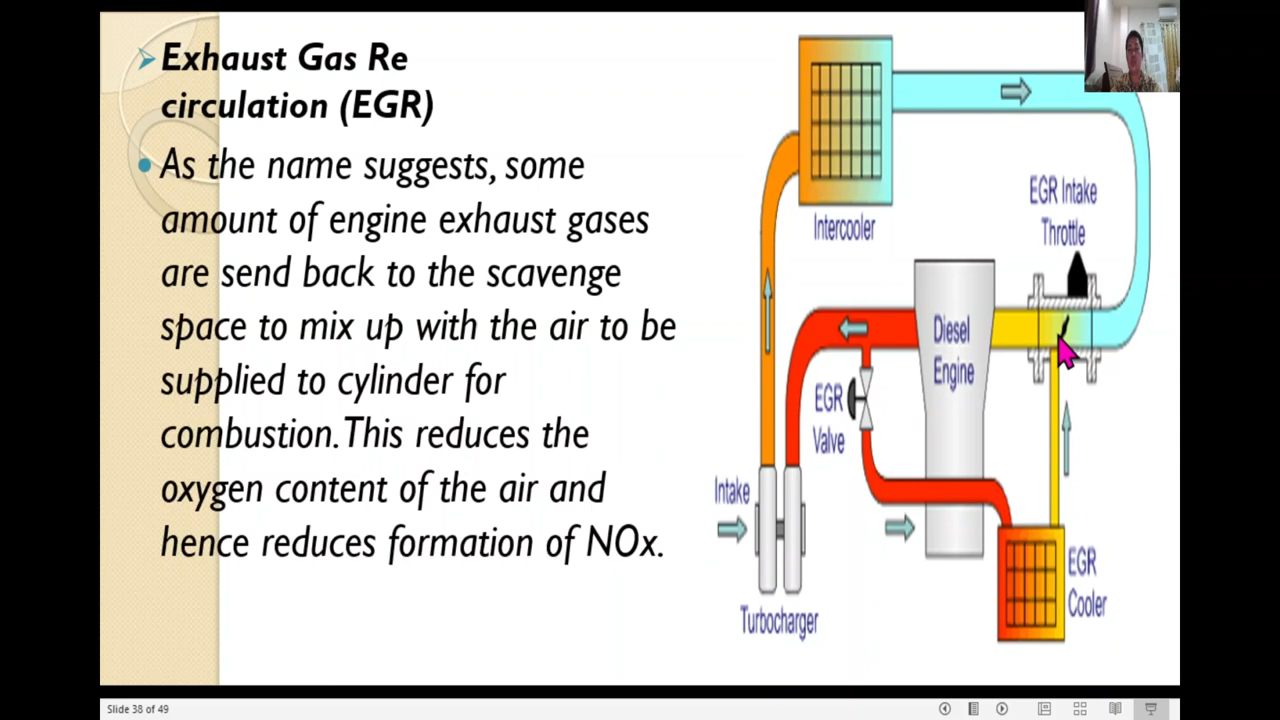 Exhaust Gas Re
circulation (EGR)
As the name suggests, some
amount of engine exhaust gases
are send back to the scavenge
space to mix up with the air to be
supplied to cylinder for
combustion. This reduces the
oxygen content of the air and
hence reduces formation of NOx.
Intercooler
EGR Intake
Throttle
Diesel
Engine
EGR
Valve
Intake
EGR
Cooler
Turbocharger
Slide 38 of 49